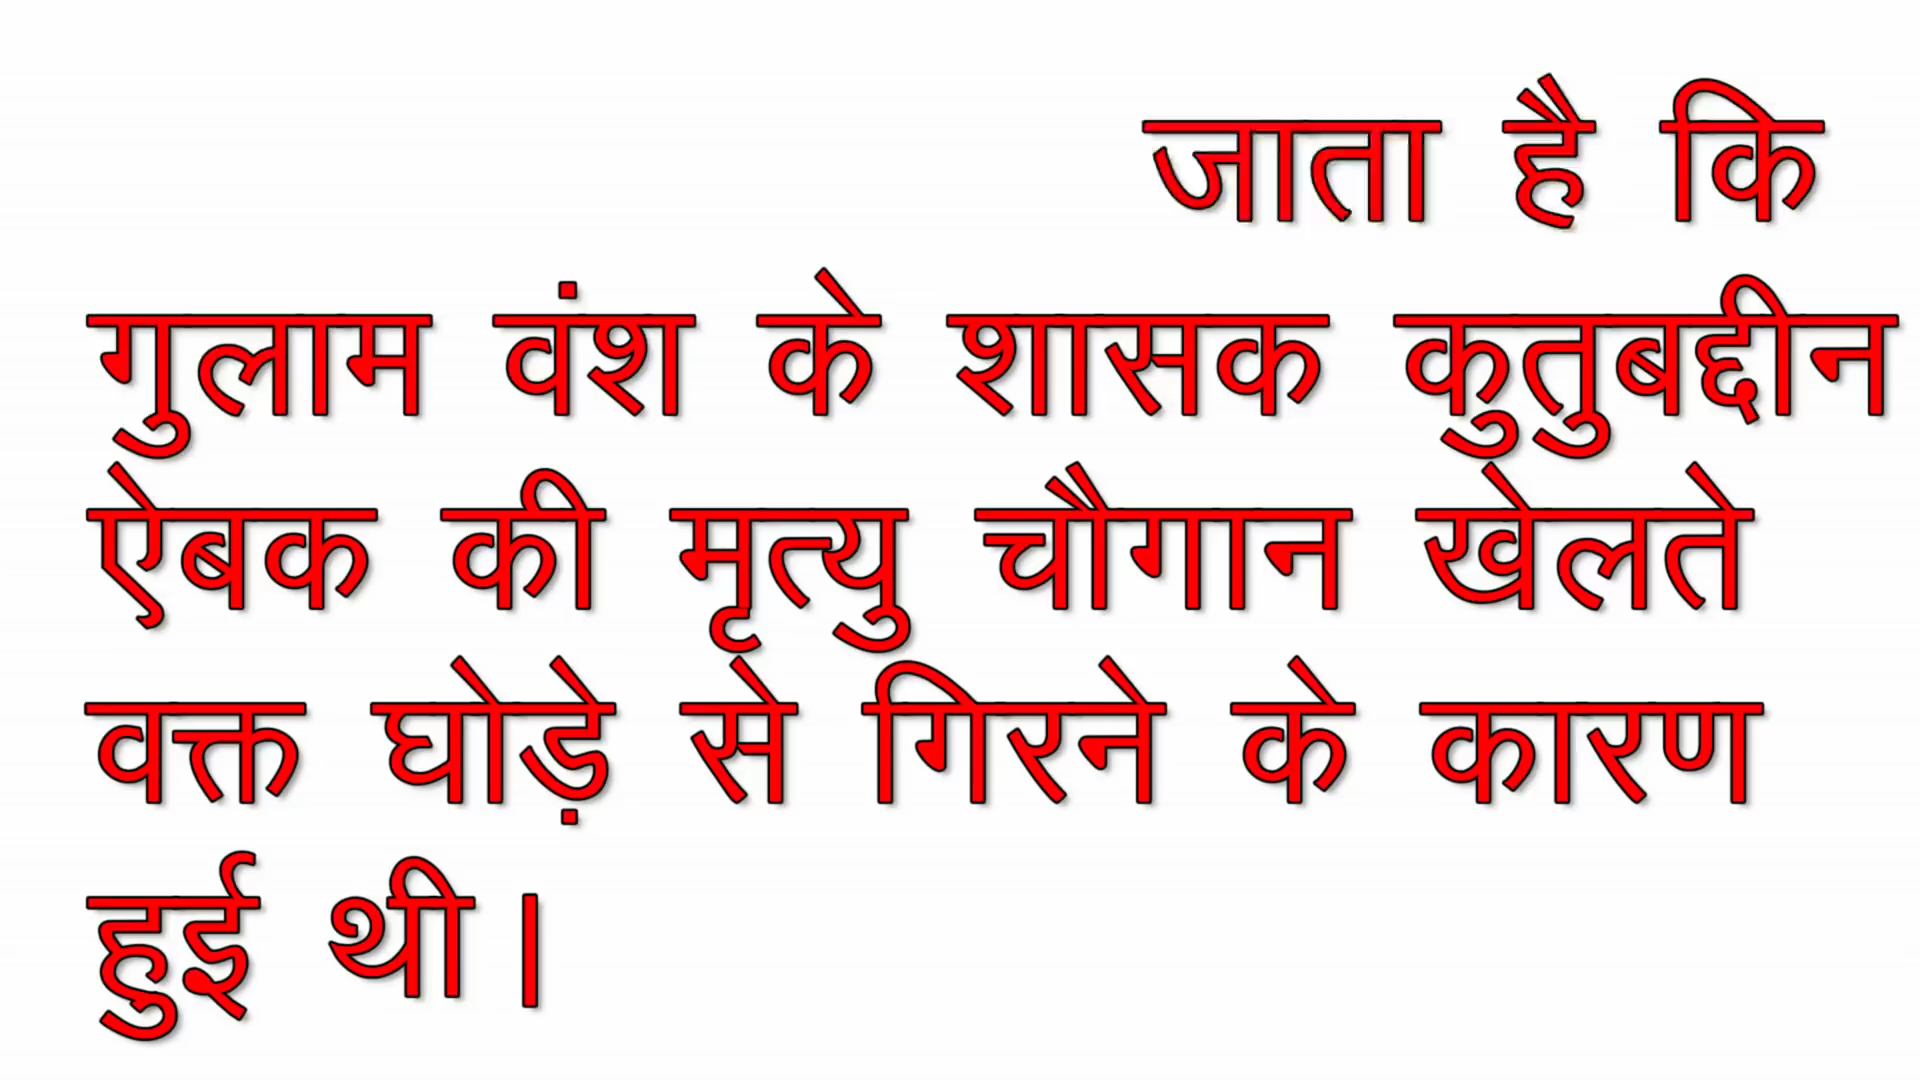 जाता है कि
गुलाम वंश के शासक कुतुबद्दीन
ऐबक की मृत्यु चौगान खेलते
वक्त घोड़े से गिरने के कारण
हुई थी।